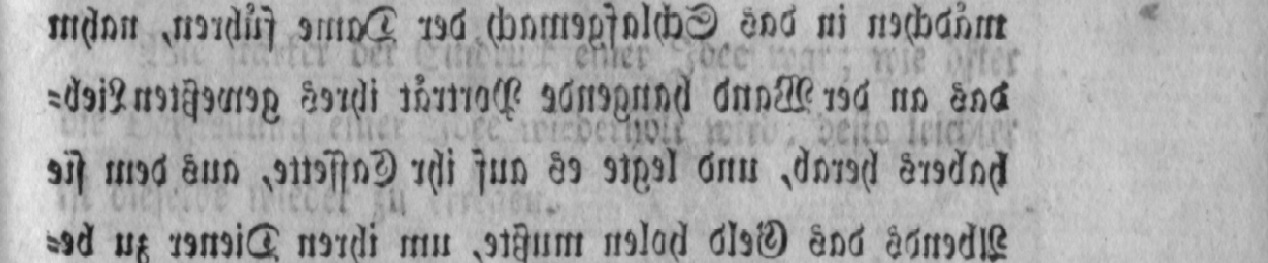 mädchen in das Schlafgemach der Dame führen, nahm
das an der Wand hangende Porträt ihres geweßten Lieb=
habers herab, und legte es auf ihr Cassette, aus dem sie
Abends das Geld holen mußte, um ihren Diener zu be=